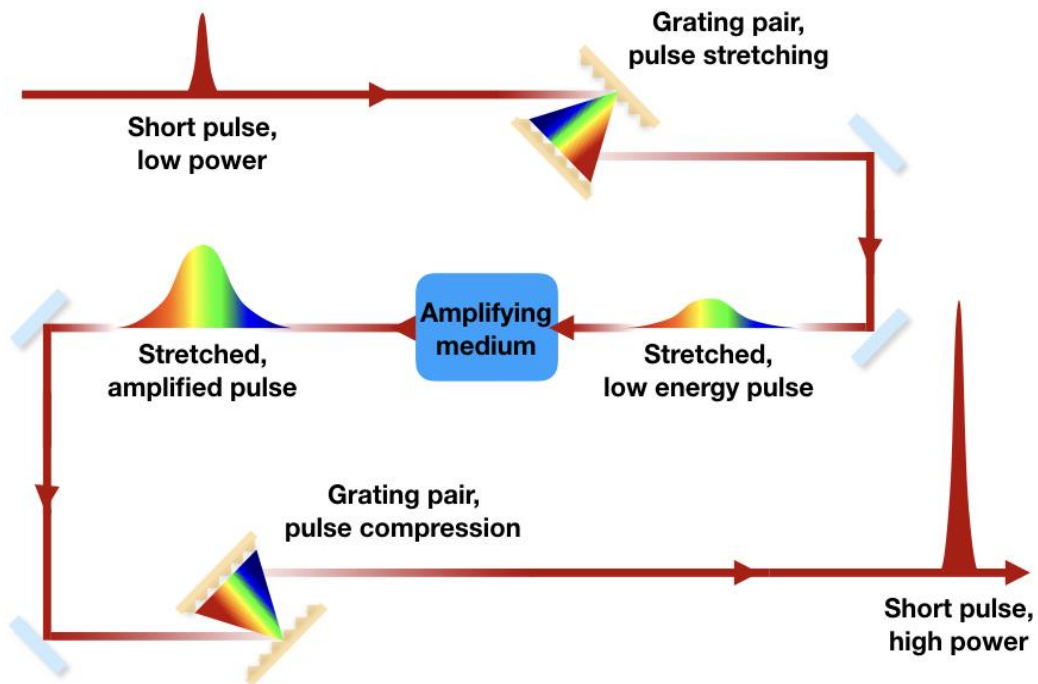 Grating pair,
pulse stretching
Short pulse,
low power
Amplifying
medium
Stretched,
amplified pulse
Stretched,
low energy pulse
Grating pair,
pulse compression
Short pulse,
high power